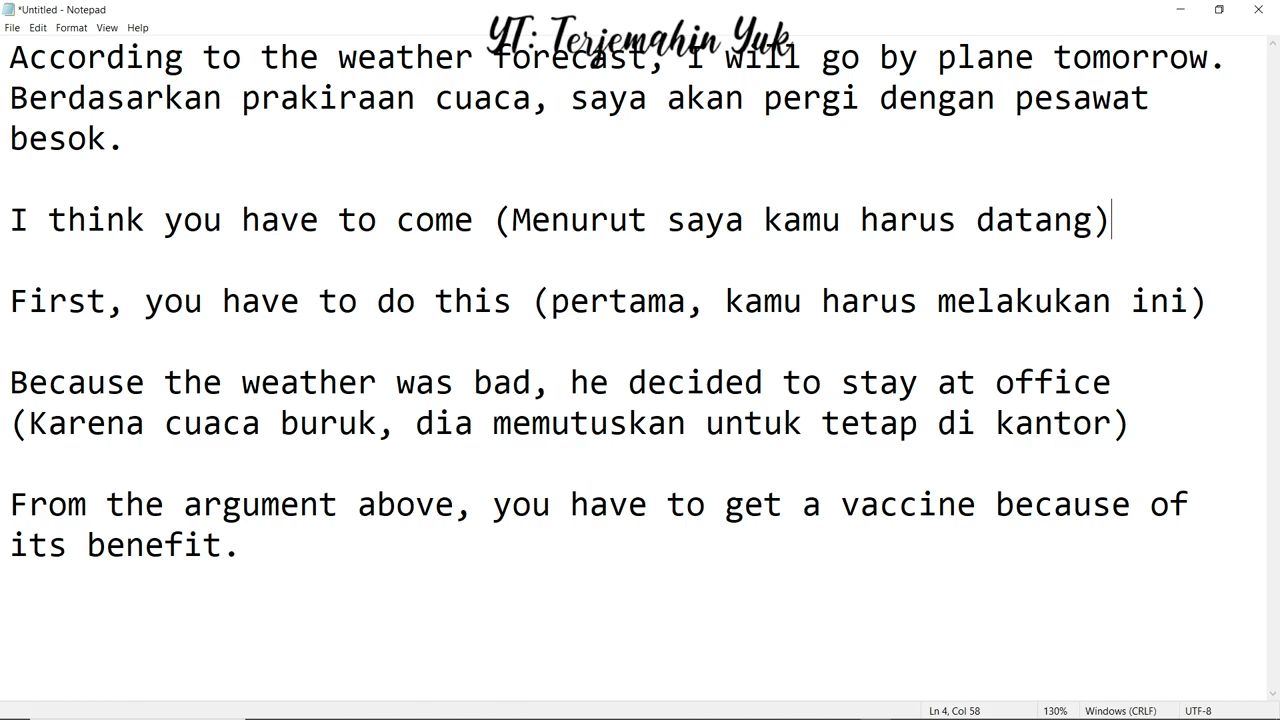 *Untitled - Notepad
File Edit Format View Help
YT: Terjemahin Yuk
According to the weather forecast, I will go by plane tomorrow.
Berdasarkan prakiraan cuaca, saya akan pergi dengan pesawat
besok.
I think you have to come (Menurut saya kamu harus datang)
First, you have to do this (pertama, kamu harus melakukan ini)
Because the weather was bad, he decided to stay at office
(Karena cuaca buruk, dia memutuskan untuk tetap di kantor)
From the argument above, you have to get a vaccine because of
its benefit.
Ln 4, Col 58 130% Windows (CRLF) UTF-8